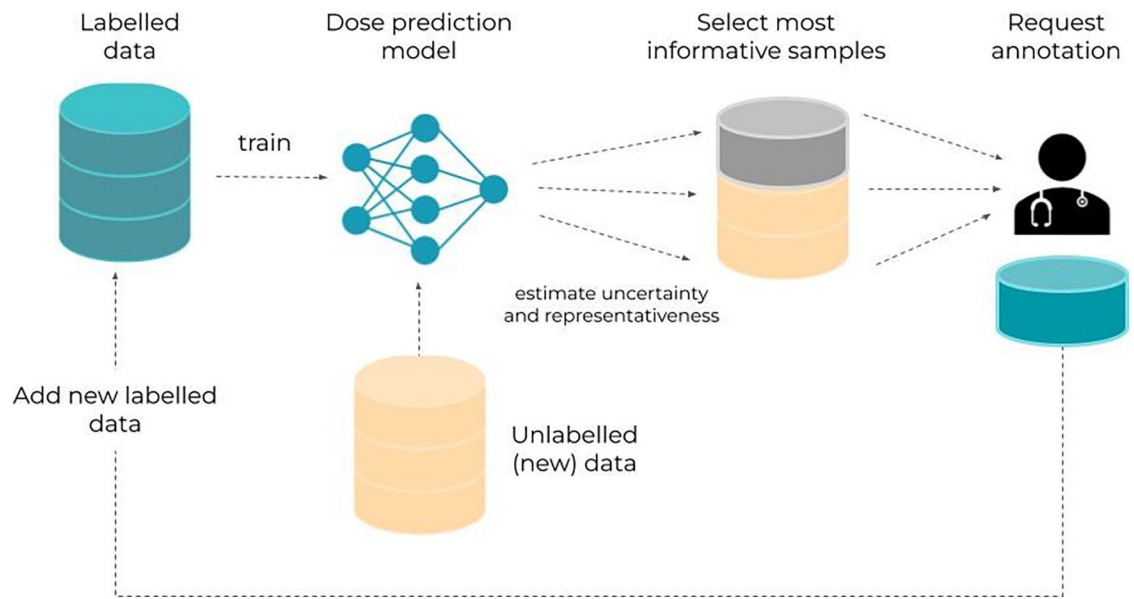 Labelled
data
Dose prediction
model
Select most
informative samples
Request
annotation
train
estimate uncertainty
and representativeness
Add new labelled
data
Unlabelled
(new) data